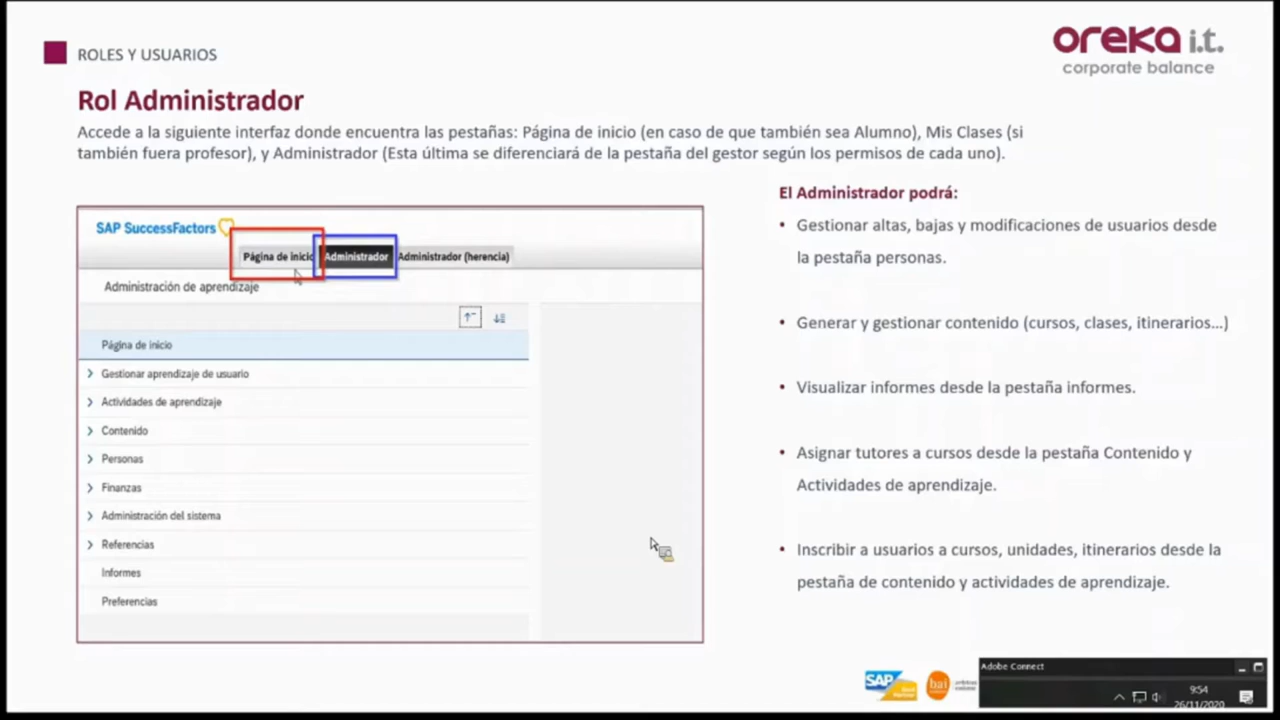 ROLES Y USUARIOS
oreka i.t.
corporate balance
Rol Administrador
Accede a la siguiente interfaz donde encuentra las pestañas: Página de inicio (en caso de que también sea Alumno), Mis Clases (si
también fuera profesor), y Administrador (Esta última se diferenciará de la pestaña del gestor según los permisos de cada uno).
SAP SuccessFactors
Página de inicio Administrador Administrador (herencia)
Administración de aprendizaje
Página de inicio
Gestionar aprendizaje de usuario
Actividades de aprendizaje
Contenido
Personas
Finanzas
Administración del sistema
Referencias
Informes
Preferencias
El Administrador podrá:
• Gestionar altas, bajas y modificaciones de usuarios desde
la pestaña personas.
• Generar y gestionar contenido (cursos, clases, itinerarios...)
• Visualizar informes desde la pestaña informes.
• Asignar tutores a cursos desde la pestaña Contenido y
Actividades de aprendizaje.
• Inscribir a usuarios a cursos, unidades, itinerarios desde la
pestaña de contenido y actividades de aprendizaje.
SAP
bai
Adobe Connect
9:54
26/11/2020